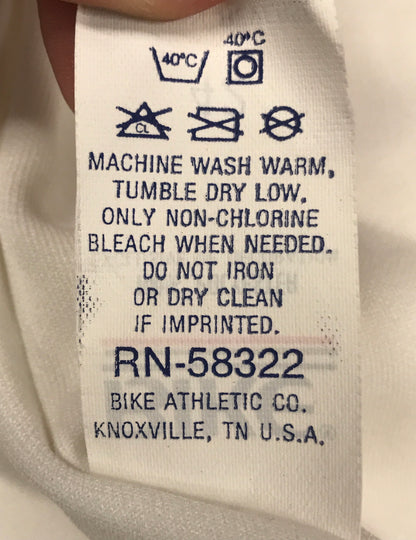 40°C 40°C
CL
MACHINE WASH WARM,
TUMBLE DRY LOW.
ONLY NON-CHLORINE
BLEACH WHEN NEEDED.
DO NOT IRON
OR DRY CLEAN
IF IMPRINTED.
RN-58322
BIKE ATHLETIC CO.
KNOXVILLE, TN U.S.A.